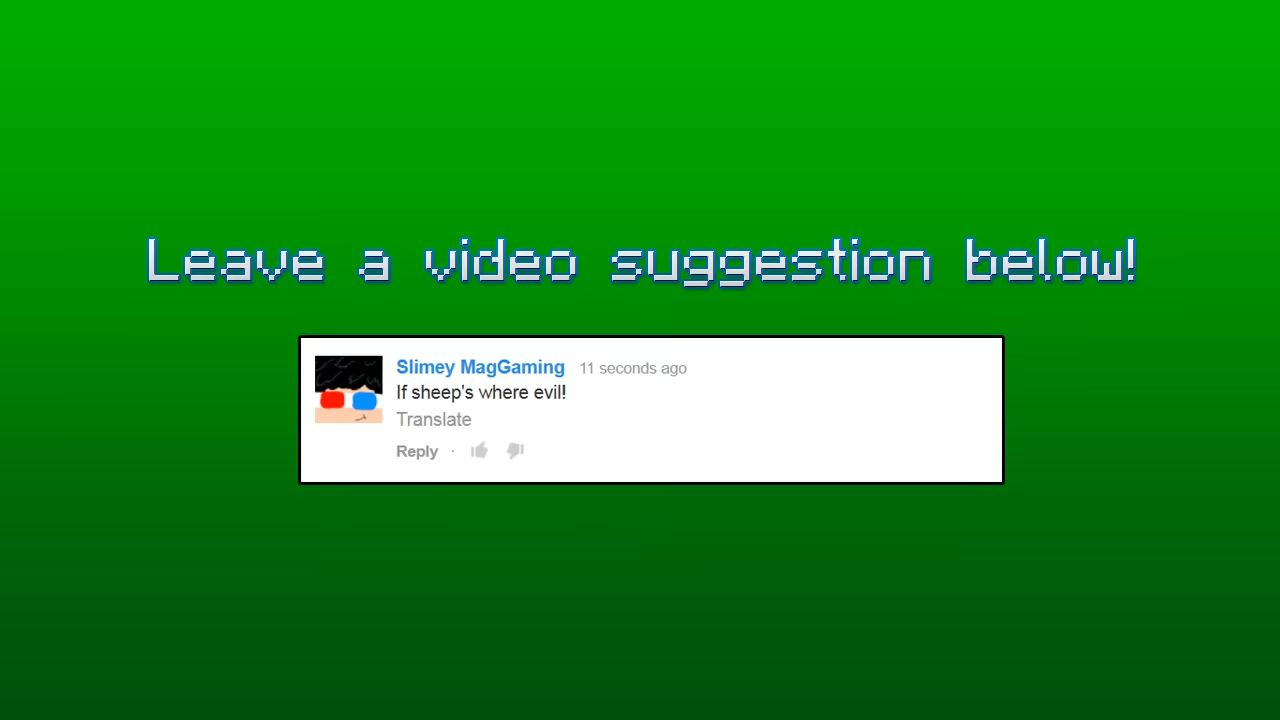 Leave a video suggestion below!
Slimey MagGaming 11 seconds ago
If sheep's where evil!
Translate
Reply ·